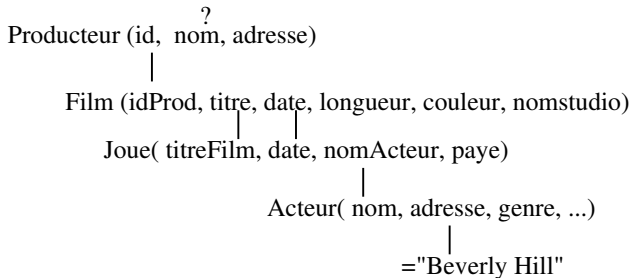 ?
Producteur (id, nom, adresse)
Film (idProd, titre, date, longueur, couleur, nomstudio)
Joue( titreFilm, date, nomActeur, paye)
Acteur( nom, adresse, genre, ...)
="Beverly Hill"